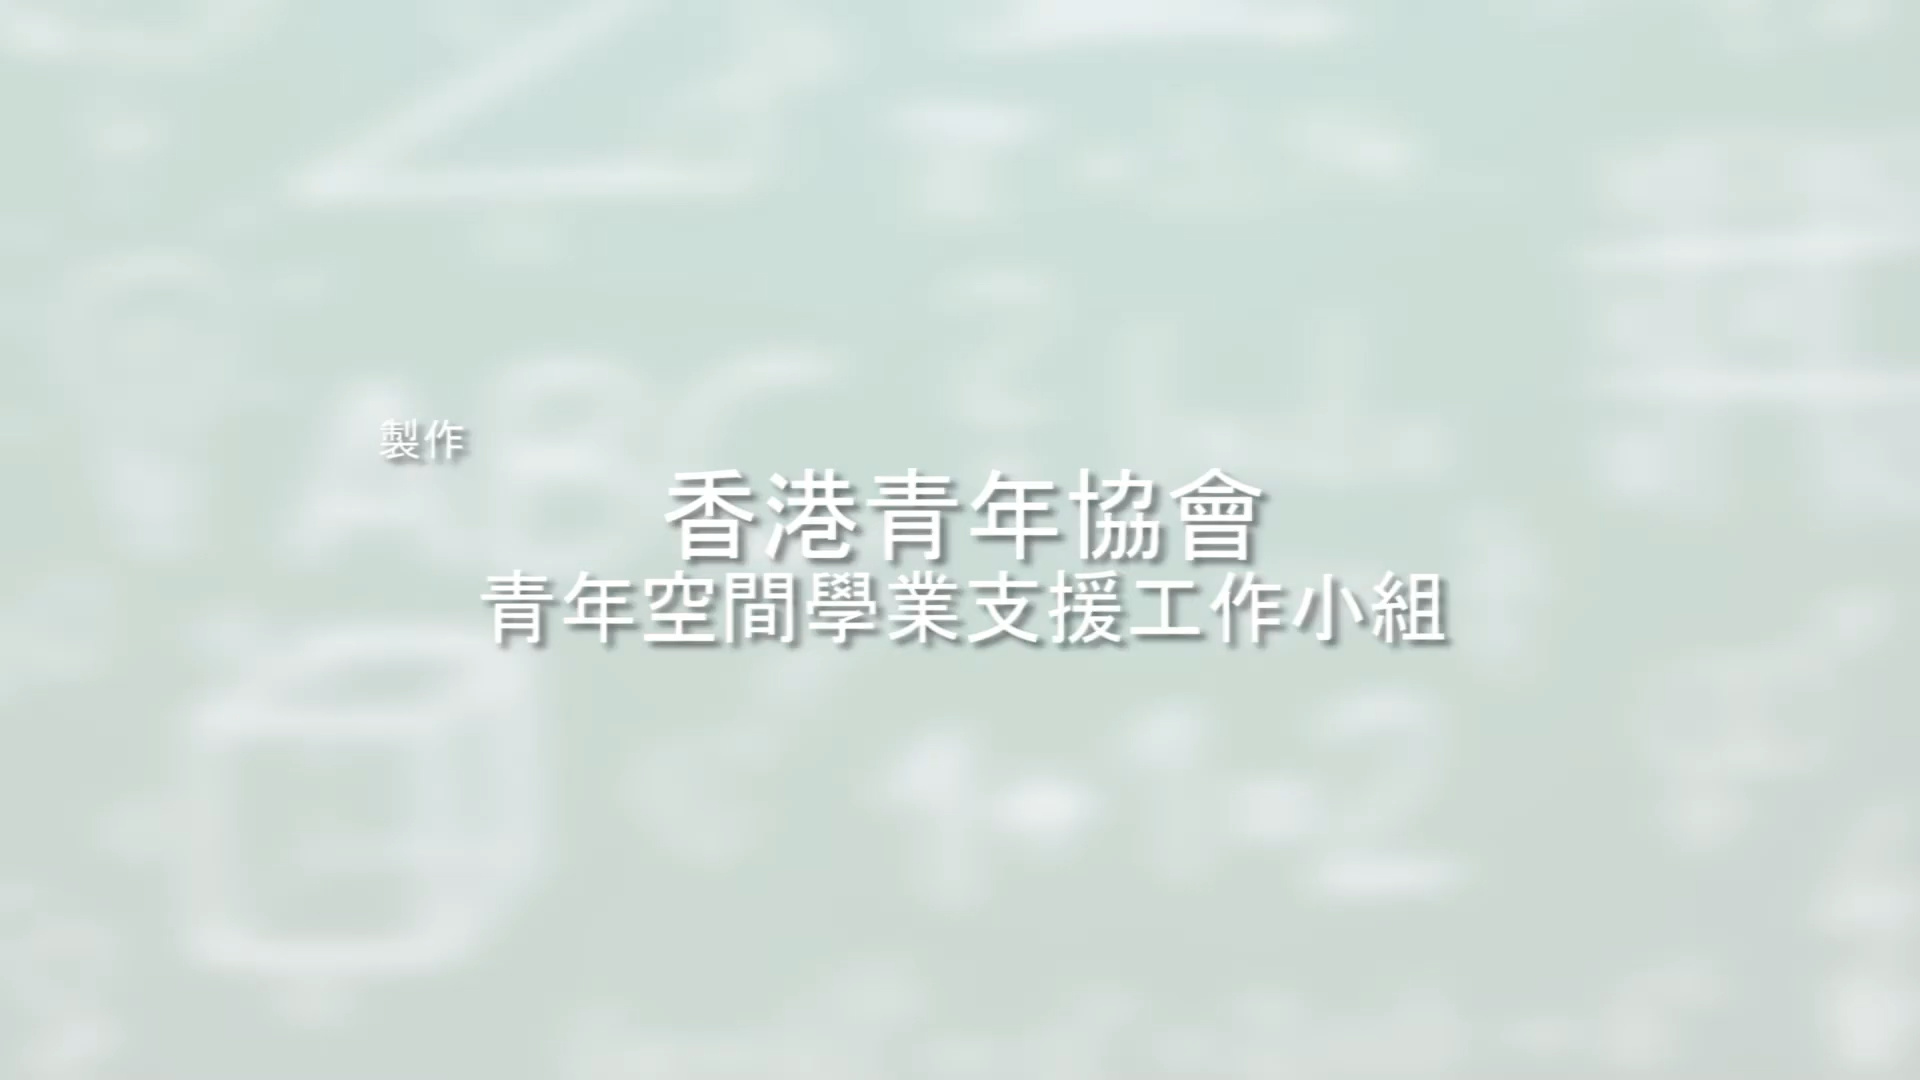 製作
香港青年協會
青年空間學業支援工作小組